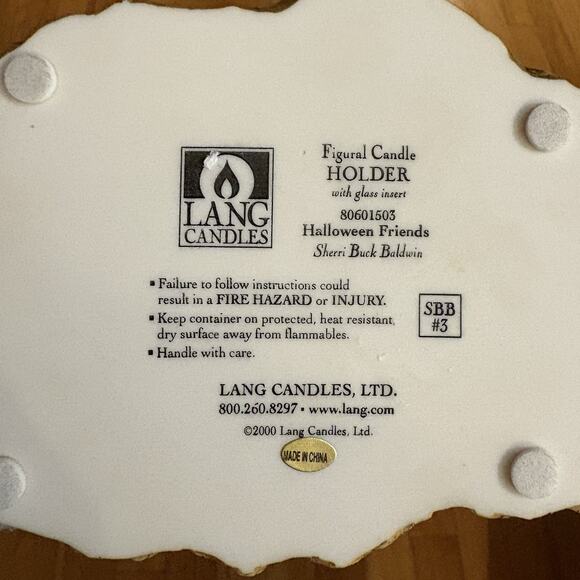 LANG
CANDLES
Figural Candle
HOLDER
with glass insert
80601503
Halloween Friends
Sherri Buck Baldwin
▪ Failure to follow instructions could
result in a FIRE HAZARD or INJURY.
▪ Keep container on protected, heat resistant,
dry surface away from flammables.
▪ Handle with care.
SBB
#3
LANG CANDLES, LTD.
800.260.8297 ▪ www.lang.com
©2000 Lang Candles, Ltd.
MADE IN CHINA